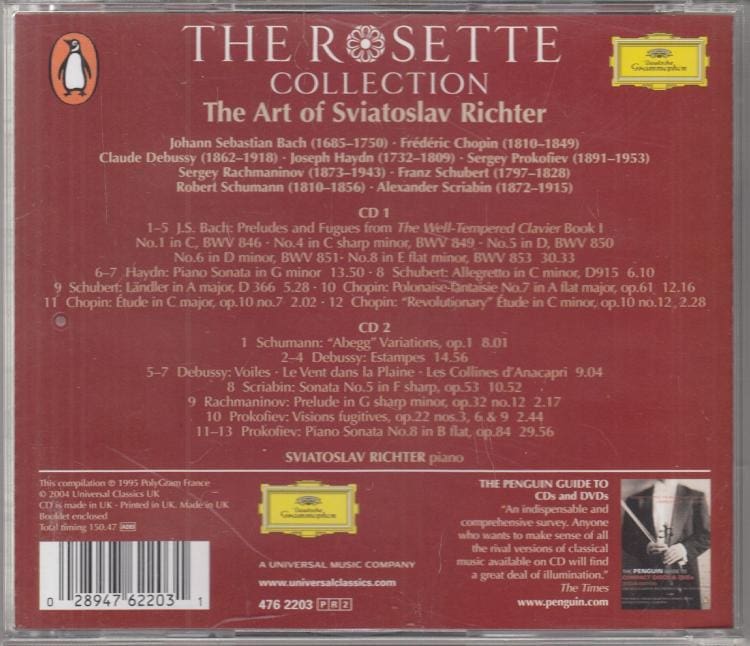 THE ROSETTE
COLLECTION
Deutsche
Grammophon
The Art of Sviatoslav Richter
Johann Sebastian Bach (1685–1750) · Frédéric Chopin (1810–1849)
Claude Debussy (1862–1918) · Joseph Haydn (1732–1809) · Sergey Prokofiev (1891–1953)
Sergey Rachmaninov (1873–1943) · Franz Schubert (1797–1828)
Robert Schumann (1810–1856) · Alexander Scriabin (1872–1915)
CD 1
1–5 J.S. Bach: Preludes and Fugues from The Well-Tempered Clavier Book I
No.1 in C, BWV 846 · No.4 in C sharp minor, BWV 849 · No.5 in D, BWV 850
No.6 in D minor, BWV 851· No.8 in E flat minor, BWV 853 30.33
6–7 Haydn: Piano Sonata in G minor 13.50 · 8 Schubert: Allegretto in C minor, D915 6.10
9 Schubert: Ländler in A major, D 366 5.28 · 10 Chopin: Polonaise-Fantaisie No.7 in A flat major, op.61 12.16
11 Chopin: Étude in C major, op.10 no.7 2.02 · 12 Chopin: "Revolutionary" Étude in C minor, op.10 no.12 2.28
CD 2
1 Schumann: "Abegg" Variations, op.1 8.01
2–4 Debussy: Estampes 14.56
5–7 Debussy: Voiles · Le Vent dans la Plaine · Les Collines d'Anacapri 9.04
8 Scriabin: Sonata No.5 in F sharp, op.53 10.52
9 Rachmaninov: Prelude in G sharp minor, op.32 no.12 2.17
10 Prokofiev: Visions fugitives, op.22 nos.3, 6 & 9 2.44
11–13 Prokofiev: Piano Sonata No.8 in B flat, op.84 29.56
SVIATOSLAV RICHTER piano
This compilation ℗ 1995 PolyGram France
© 2004 Universal Classics UK
CD is made in UK · Printed in UK. Made in UK
Booklet enclosed
Total timing 150.47 ADD
0 28947 62203 1
Deutsche
Grammophon
A UNIVERSAL MUSIC COMPANY
www.universalclassics.com
476 2203 PR2
THE PENGUIN GUIDE TO
CDs and DVDs
"An indispensable and
comprehensive survey. Anyone
who wants to make sense of all
the rival versions of classical
music available on CD will find
a great deal of illumination."
The Times
www.penguin.com
THE PENGUIN GUIDE TO
COMPACT DISCS & DVDs